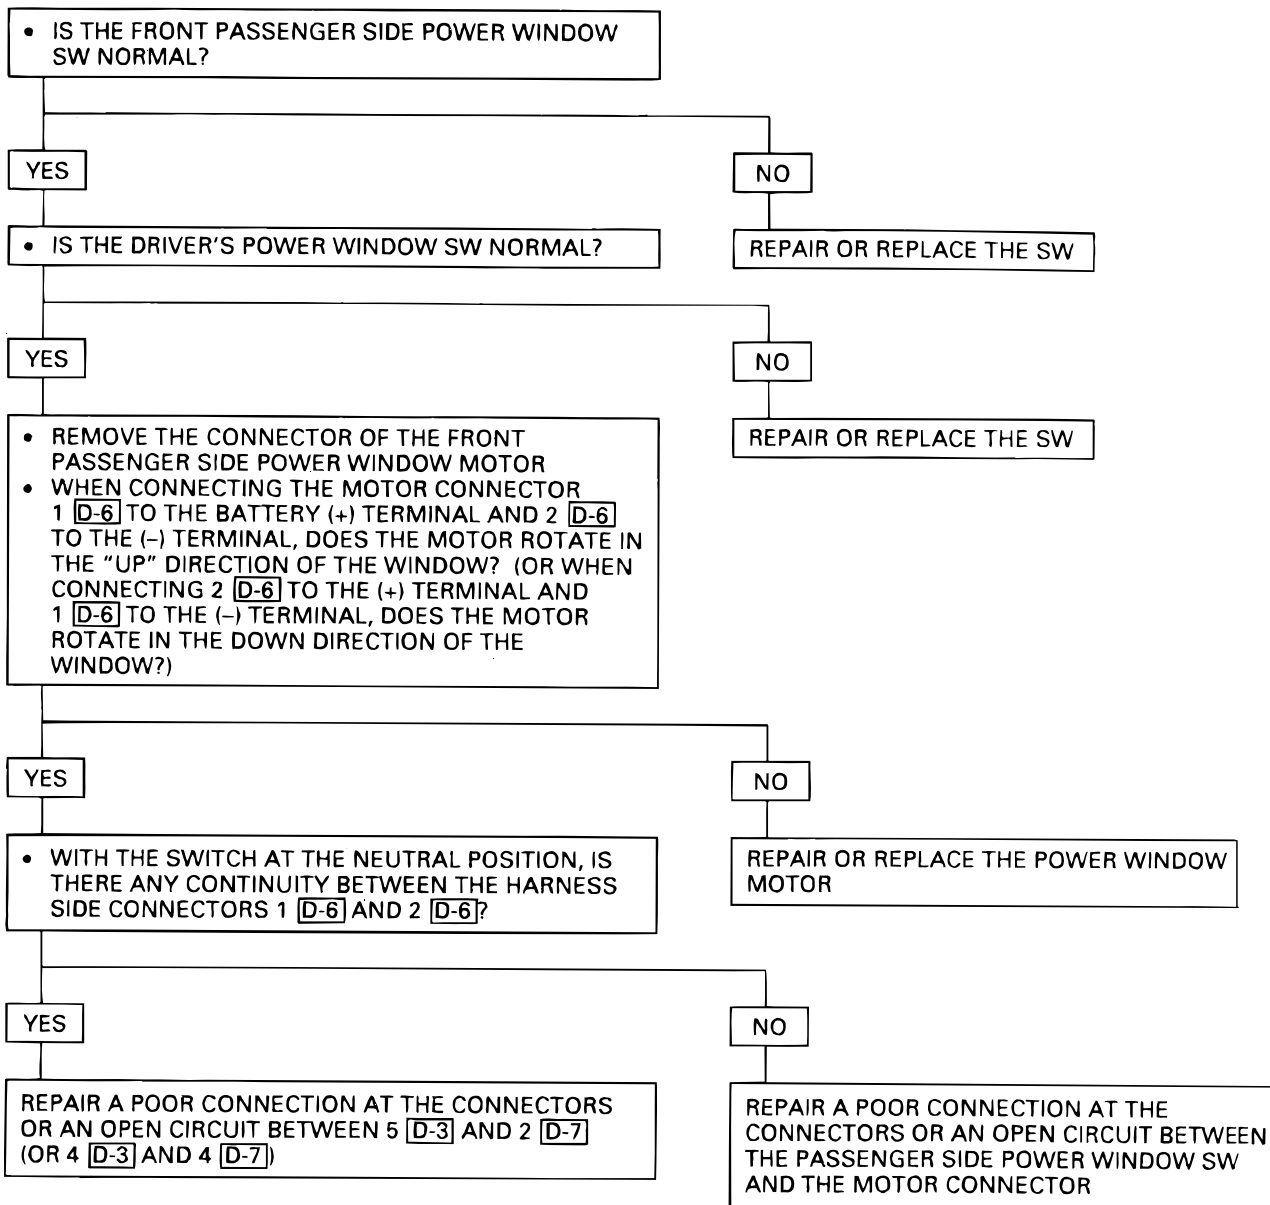 • IS THE FRONT PASSENGER SIDE POWER WINDOW
SW NORMAL?
YES
NO
• IS THE DRIVER'S POWER WINDOW SW NORMAL?
REPAIR OR REPLACE THE SW
YES
NO
• REMOVE THE CONNECTOR OF THE FRONT
PASSENGER SIDE POWER WINDOW MOTOR
• WHEN CONNECTING THE MOTOR CONNECTOR
1 D-6 TO THE BATTERY (+) TERMINAL AND 2 D-6
TO THE (–) TERMINAL, DOES THE MOTOR ROTATE IN
THE "UP" DIRECTION OF THE WINDOW? (OR WHEN
CONNECTING 2 D-6 TO THE (+) TERMINAL AND
1 D-6 TO THE (–) TERMINAL, DOES THE MOTOR
ROTATE IN THE DOWN DIRECTION OF THE
WINDOW?)
REPAIR OR REPLACE THE SW
YES
NO
• WITH THE SWITCH AT THE NEUTRAL POSITION, IS
THERE ANY CONTINUITY BETWEEN THE HARNESS
SIDE CONNECTORS 1 D-6 AND 2 D-6?
REPAIR OR REPLACE THE POWER WINDOW
MOTOR
YES
NO
REPAIR A POOR CONNECTION AT THE CONNECTORS
OR AN OPEN CIRCUIT BETWEEN 5 D-3 AND 2 D-7
(OR 4 D-3 AND 4 D-7)
REPAIR A POOR CONNECTION AT THE
CONNECTORS OR AN OPEN CIRCUIT BETWEEN
THE PASSENGER SIDE POWER WINDOW SW
AND THE MOTOR CONNECTOR